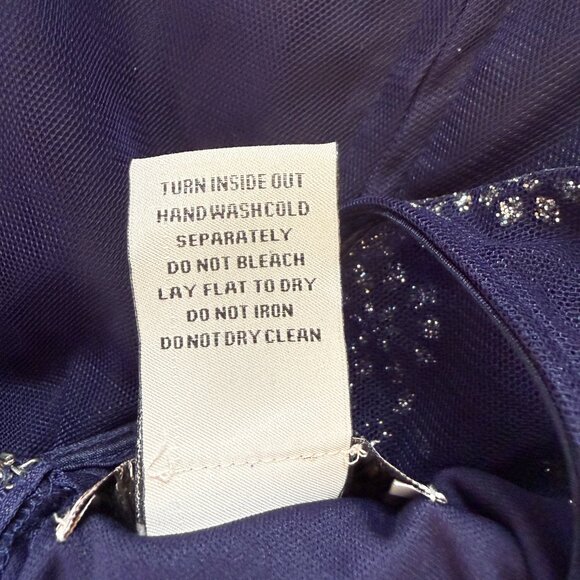 TURN INSIDE OUT
HAND WASH COLD
SEPARATELY
DO NOT BLEACH
LAY FLAT TO DRY
DO NOT IRON
DO NOT DRY CLEAN